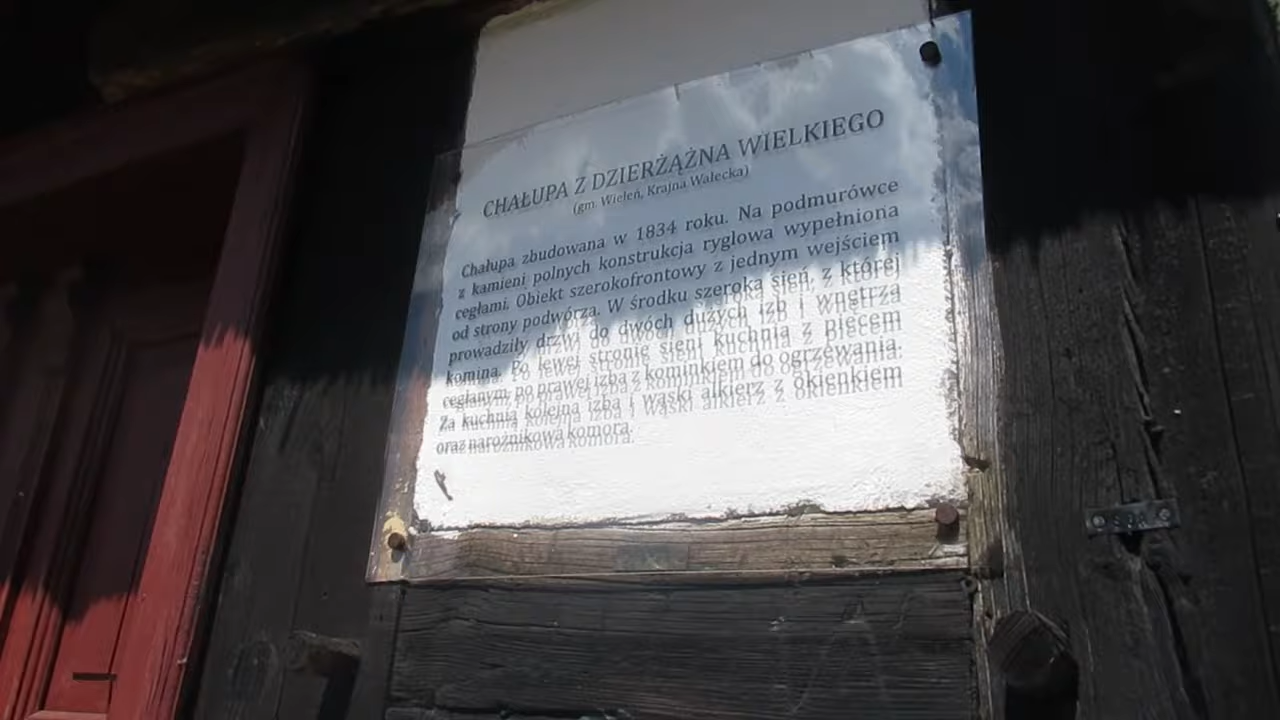 CHAŁUPA Z DZIERŻĄŻNA WIELKIEGO
(gm. Wieleń, Krajna Wałecka)
Chałupa zbudowana w 1834 roku. Na podmurówce
z kamieni polnych konstrukcja ryglowa wypełniona
cegłami. Obiekt szerokofrontowy z jednym wejściem
od strony podwórza. W środku szeroka sień, z której
prowadziły drzwi do dwóch dużych izb i wnętrza
komina. Po lewej stronie sieni kuchnia z piecem
ceglanym, po prawej izba z kominkiem do ogrzewania.
Za kuchnią kolejna izba i wąski alkierz z okienkiem
oraz narożnikowa komora.